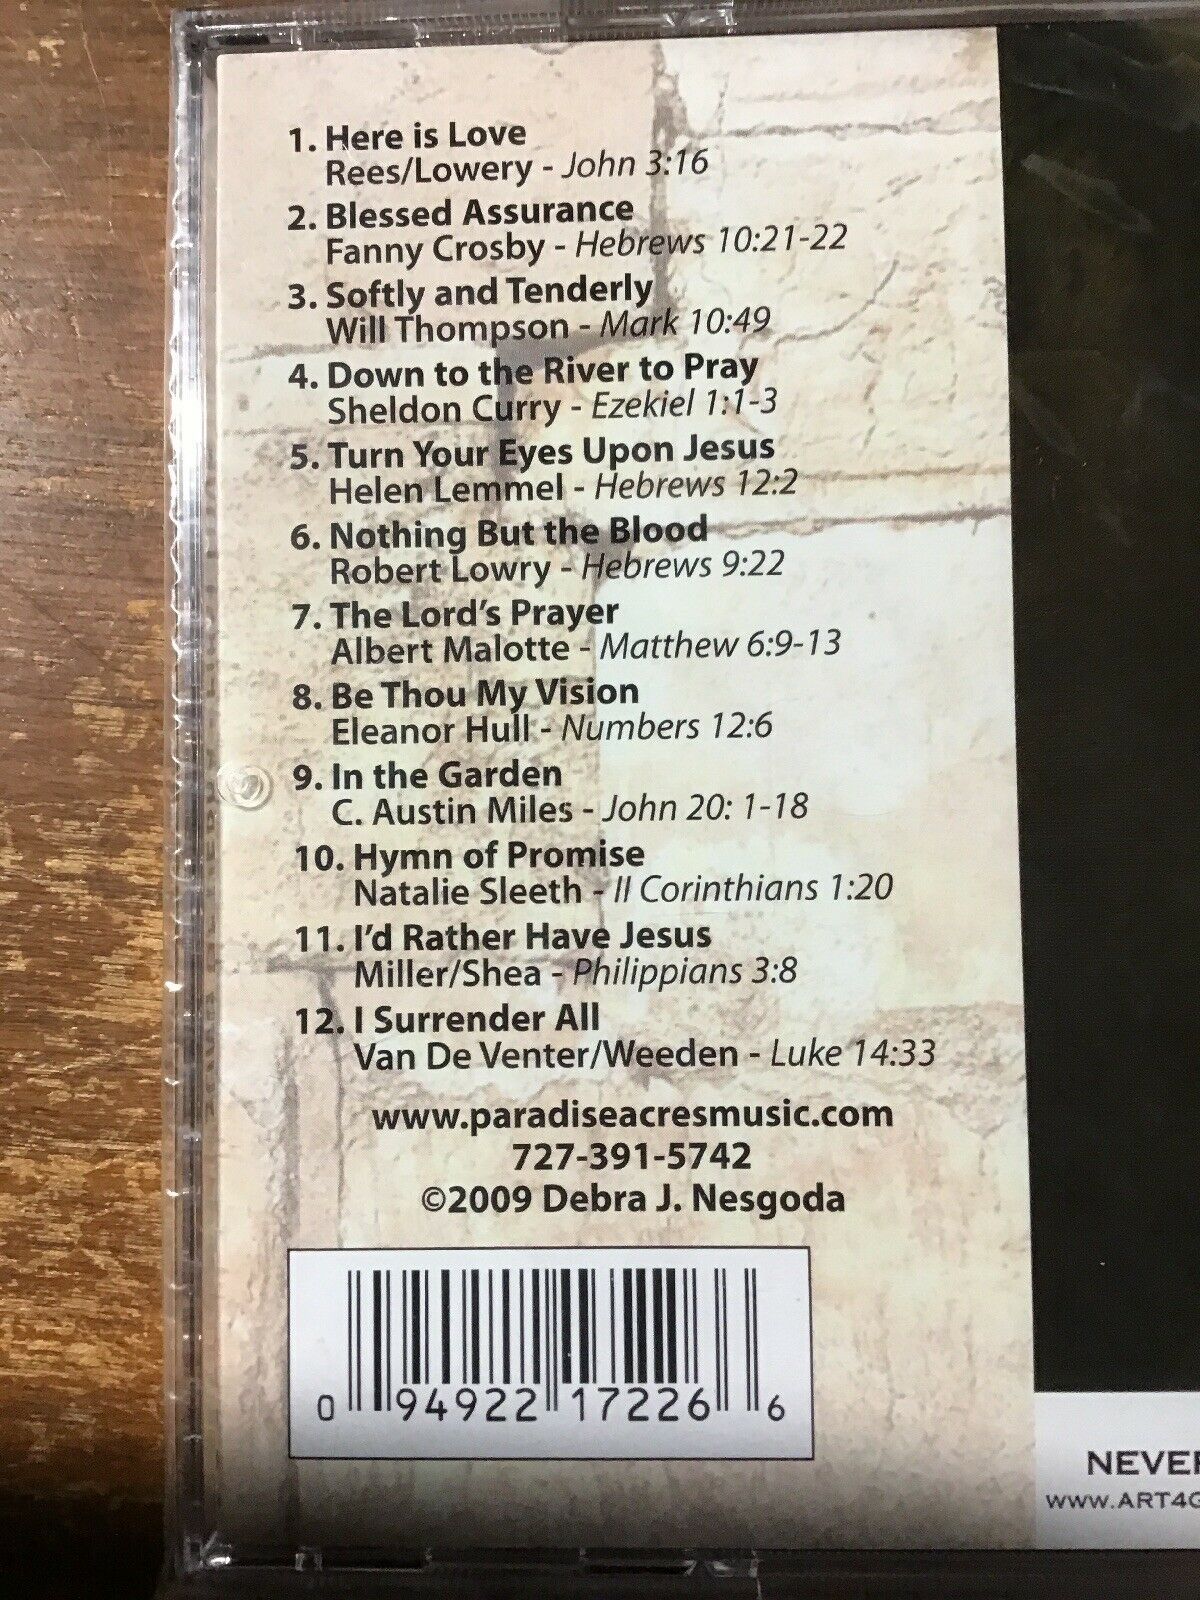 1. Here is Love
Rees/Lowery - John 3:16
2. Blessed Assurance
Fanny Crosby - Hebrews 10:21-22
3. Softly and Tenderly
Will Thompson - Mark 10:49
4. Down to the River to Pray
Sheldon Curry - Ezekiel 1:1-3
5. Turn Your Eyes Upon Jesus
Helen Lemmel - Hebrews 12:2
6. Nothing But the Blood
Robert Lowry - Hebrews 9:22
7. The Lord's Prayer
Albert Malotte - Matthew 6:9-13
8. Be Thou My Vision
Eleanor Hull - Numbers 12:6
9. In the Garden
C. Austin Miles - John 20: 1-18
10. Hymn of Promise
Natalie Sleeth - II Corinthians 1:20
11. I'd Rather Have Jesus
Miller/Shea - Philippians 3:8
12. I Surrender All
Van De Venter/Weeden - Luke 14:33
www.paradiseacresmusic.com
727-391-5742
©2009 Debra J. Nesgoda
0 94922 17226 6
NEVER